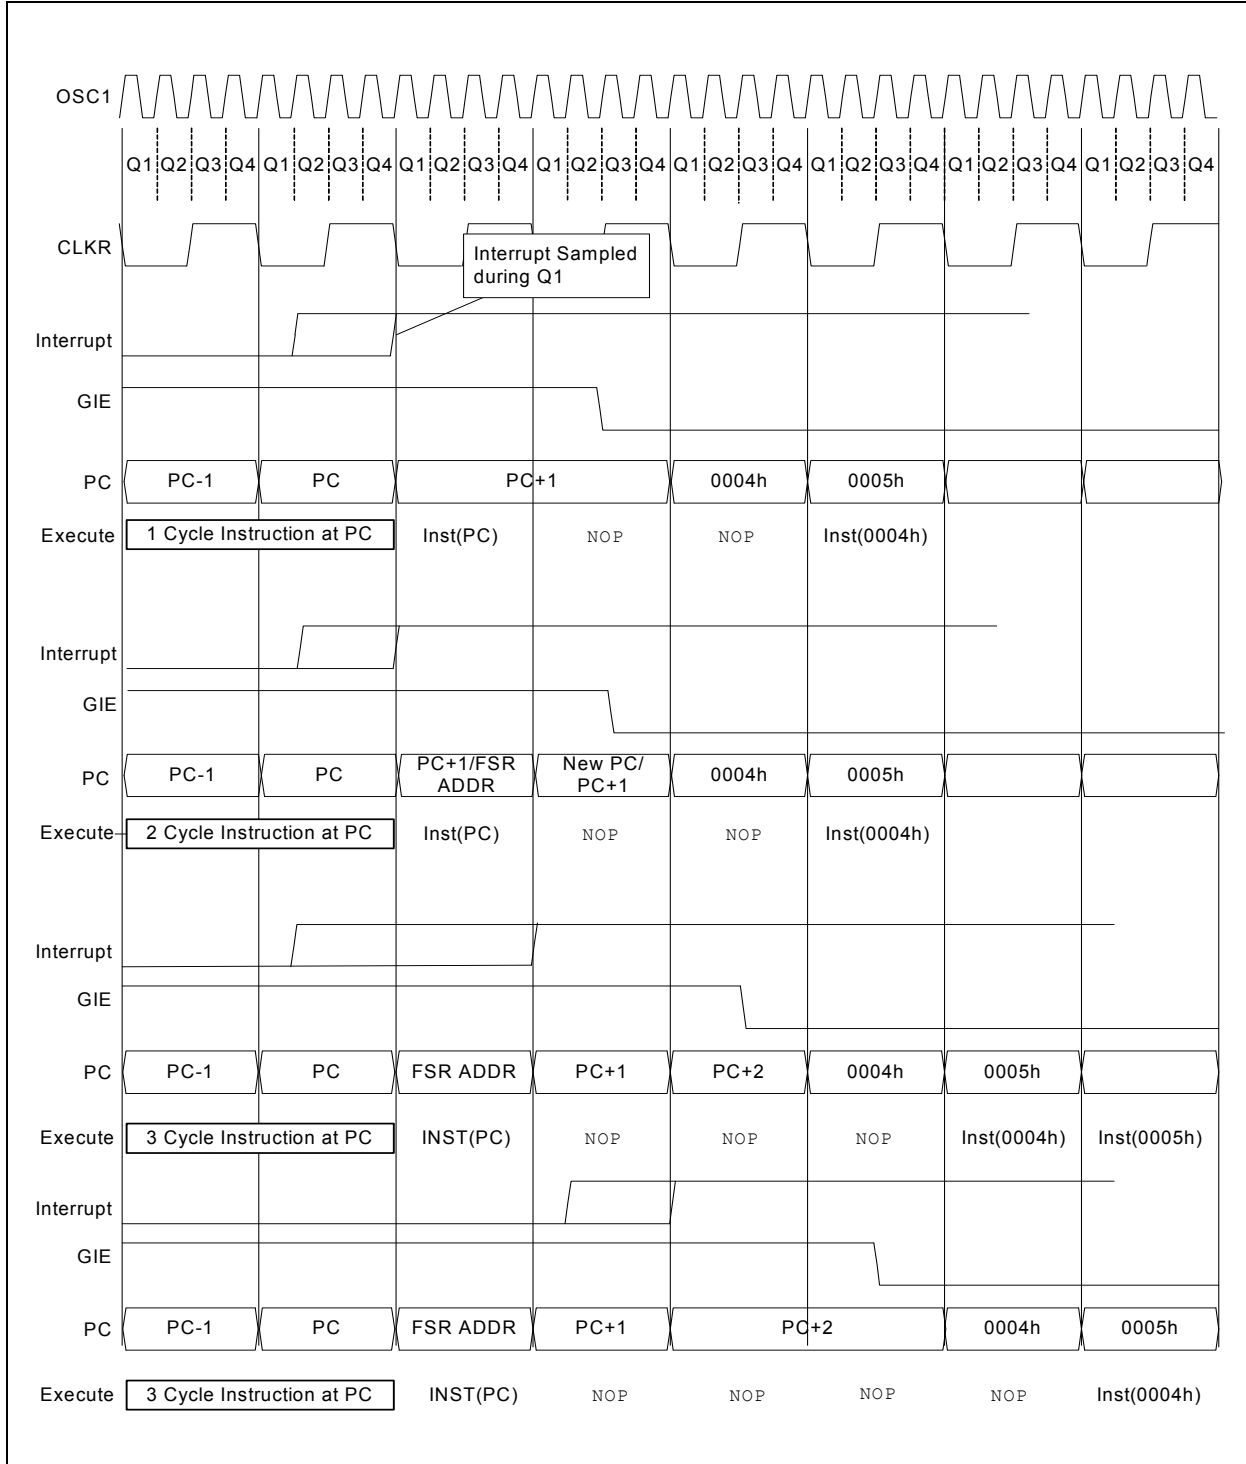 OSC1
Q1 Q2 Q3 Q4 Q1 Q2 Q3 Q4 Q1 Q2 Q3 Q4 Q1 Q2 Q3 Q4 Q1 Q2 Q3 Q4 Q1 Q2 Q3 Q4 Q1 Q2 Q3 Q4 Q1 Q2 Q3 Q4
CLKR
Interrupt Sampled
during Q1
Interrupt
GIE
PC PC-1 PC PC+1 0004h 0005h
Execute 1 Cycle Instruction at PC Inst(PC) NOP NOP Inst(0004h)
Interrupt
GIE
PC PC-1 PC PC+1/FSR ADDR New PC/ PC+1 0004h 0005h
Execute 2 Cycle Instruction at PC Inst(PC) NOP NOP Inst(0004h)
Interrupt
GIE
PC PC-1 PC FSR ADDR PC+1 PC+2 0004h 0005h
Execute 3 Cycle Instruction at PC INST(PC) NOP NOP NOP Inst(0004h) Inst(0005h)
Interrupt
GIE
PC PC-1 PC FSR ADDR PC+1 PC+2 0004h 0005h
Execute 3 Cycle Instruction at PC INST(PC) NOP NOP NOP NOP Inst(0004h)